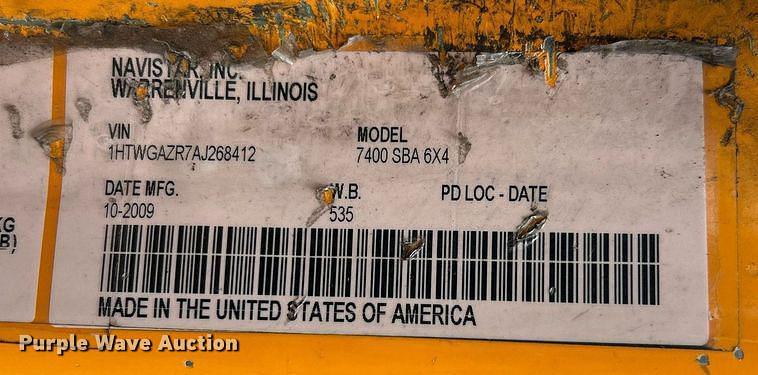 NAVISTAR, INC.
WARRENVILLE, ILLINOIS
VIN
1HTWGAZR7AJ268412
MODEL
7400 SBA 6X4
DATE MFG.
10-2009
W.B.
535
PD LOC - DATE
MADE IN THE UNITED STATES OF AMERICA
KG
B)
Purple Wave Auction